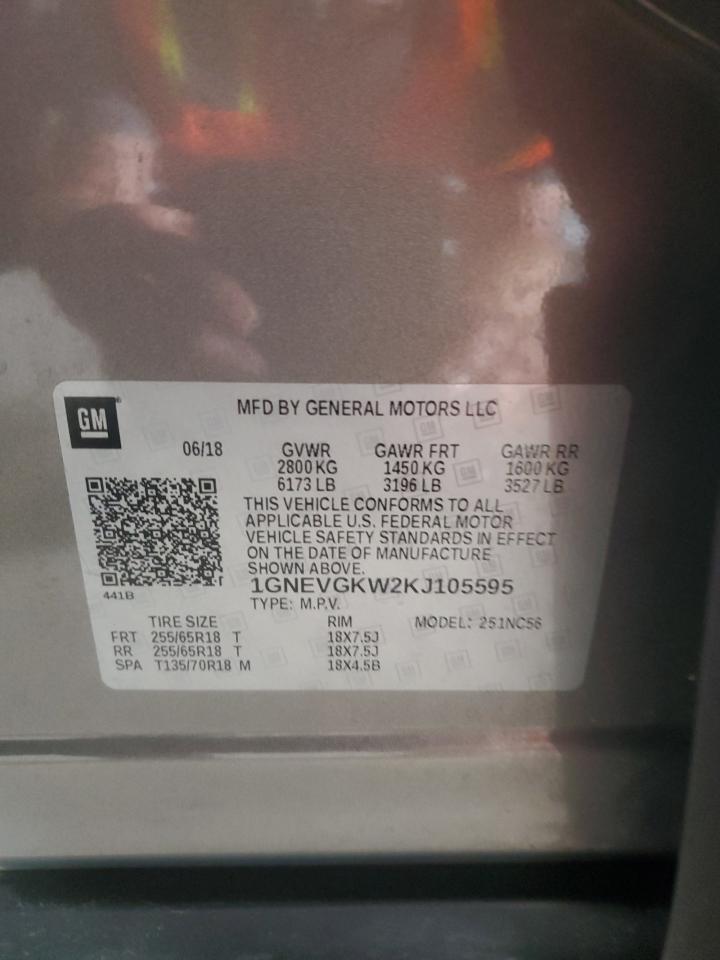 GM
MFD BY GENERAL MOTORS LLC
06/18 GVWR GAWR FRT GAWR RR
2800 KG 1450 KG 1600 KG
6173 LB 3196 LB 3527 LB
THIS VEHICLE CONFORMS TO ALL
APPLICABLE U.S. FEDERAL MOTOR
VEHICLE SAFETY STANDARDS IN EFFECT
ON THE DATE OF MANUFACTURE
SHOWN ABOVE.
1GNEVGKW2KJ105595
441B
TYPE: M.P.V.
TIRE SIZE RIM MODEL: 251NC56
FRT 255/65R18 T 18X7.5J
RR 255/65R18 T 18X7.5J
SPA T135/70R18 M 18X4.5B